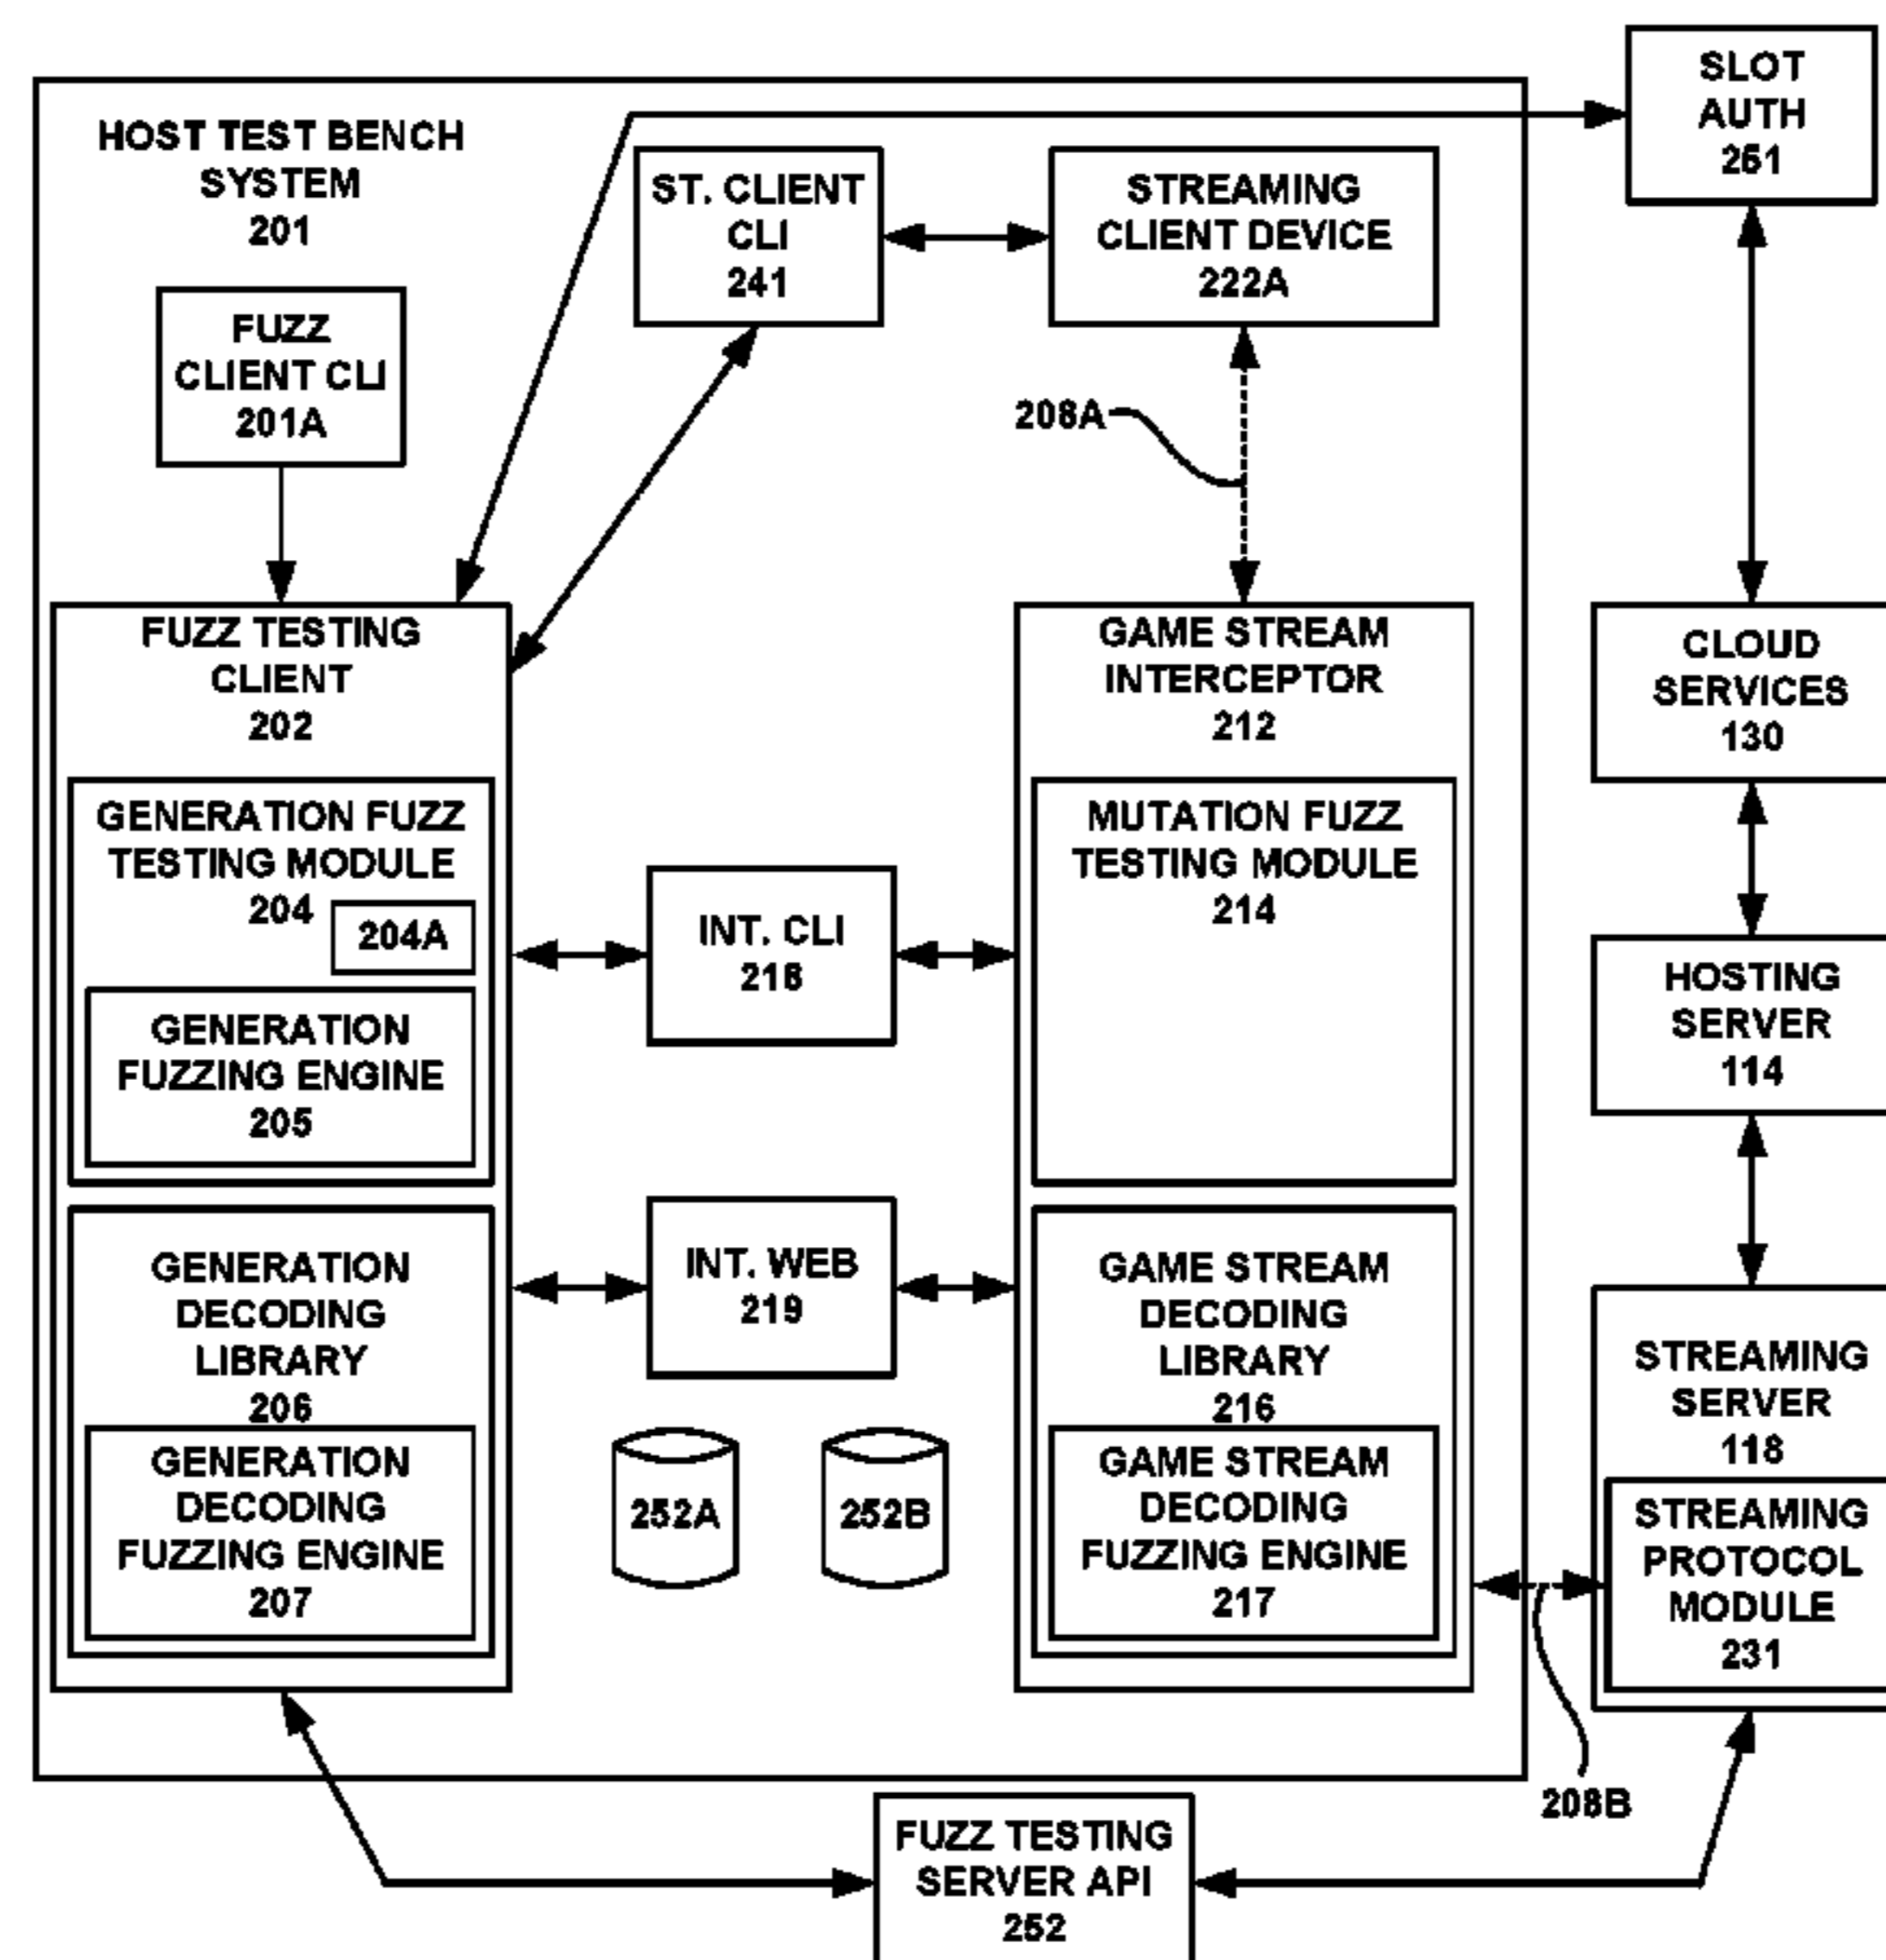 SLOT
AUTH
251
HOST TEST BENCH
SYSTEM
201
ST. CLIENT
CLI
241
STREAMING
CLIENT DEVICE
222A
FUZZ
CLIENT CLI
201A
208A
FUZZ TESTING
CLIENT
202
GAME STREAM
INTERCEPTOR
212
CLOUD
SERVICES
130
GENERATION FUZZ
TESTING MODULE
204
204A
MUTATION FUZZ
TESTING MODULE
214
INT. CLI
218
HOSTING
SERVER
114
GENERATION
FUZZING ENGINE
205
INT. WEB
219
GENERATION
DECODING
LIBRARY
206
GAME STREAM
DECODING
LIBRARY
216
STREAMING
SERVER
118
GENERATION
DECODING
FUZZING ENGINE
207
252A
252B
GAME STREAM
DECODING
FUZZING ENGINE
217
STREAMING
PROTOCOL
MODULE
231
208B
FUZZ TESTING
SERVER API
252